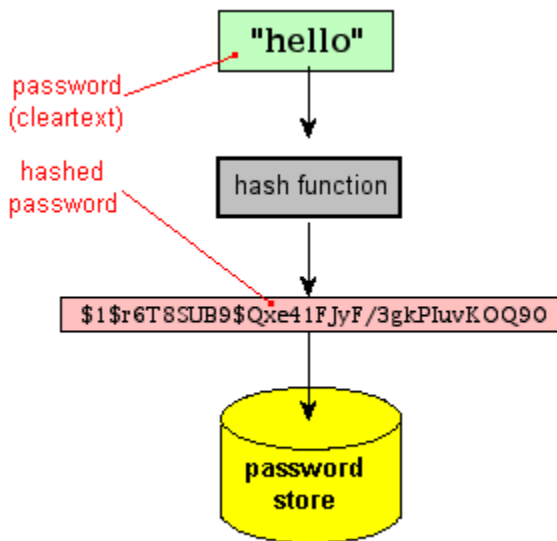 "hello"
password
(cleartext)
hashed
password
hash function
$1$r6T8SUB9$Qxe41FJyF/3gkPIuvKOQ90
password
store